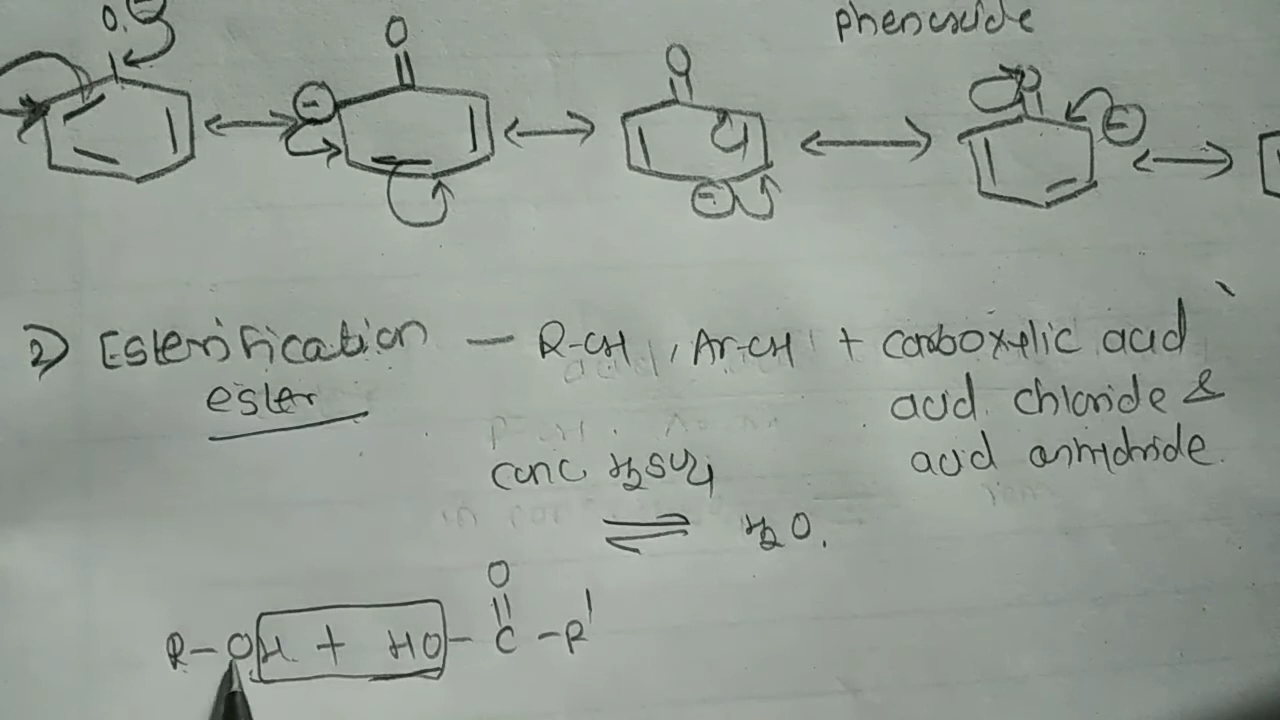 phenoxide
O. O O O
⊖ ⊖ ⊖
2) Esterification — R-OH, Ar-OH + carboxylic acid
ester acid chloride &
conc H2SO4 acid anhydride.
⇌ H2O.
O
R-OH + HO-C-R'